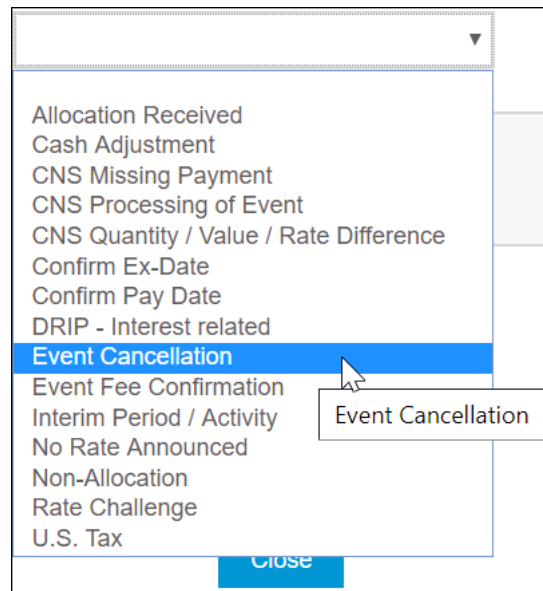 Allocation Received
Cash Adjustment
CNS Missing Payment
CNS Processing of Event
CNS Quantity / Value / Rate Difference
Confirm Ex-Date
Confirm Pay Date
DRIP - Interest related
Event Cancellation
Event Fee Confirmation
Interim Period / Activity
Event Cancellation
No Rate Announced
Non-Allocation
Rate Challenge
U.S. Tax
Close